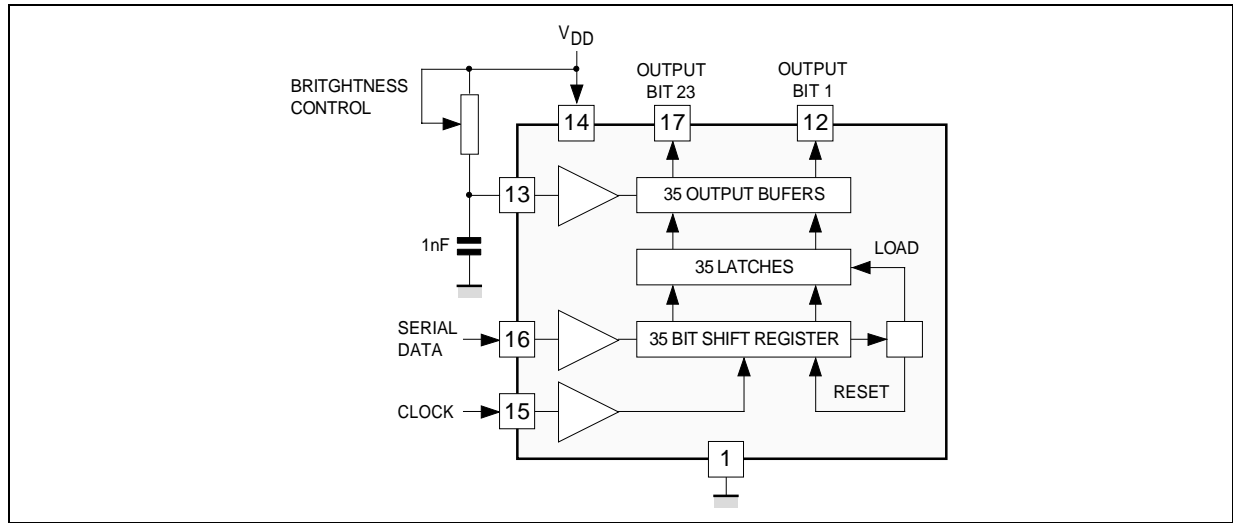 VDD
BRITGHTNESS
CONTROL
OUTPUT
BIT 23
OUTPUT
BIT 1
14
17
12
13
35 OUTPUT BUFERS
1nF
LOAD
35 LATCHES
SERIAL
DATA
16
35 BIT SHIFT REGISTER
RESET
CLOCK
15
1